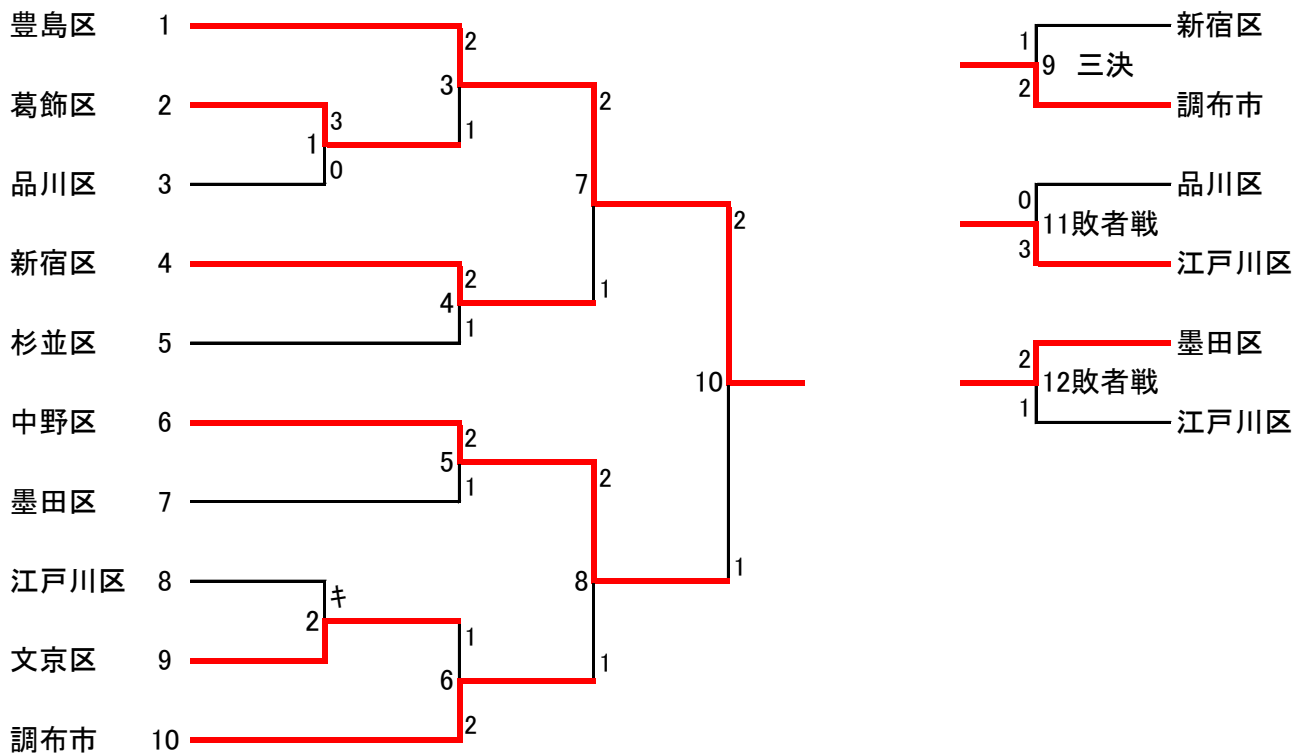 豊島区 1
2
新宿区
1
9 三決
3
葛飾区 2
2
調布市
3
2
1
1
0
品川区 3
7
品川区
0
2
11敗者戦
3
新宿区 4
江戸川区
2
1
4
1
杉並区 5
墨田区
2
10
12敗者戦
1
中野区 6
江戸川区
2
5
2
1
墨田区 7
1
江戸川区 8
8
キ
2
1
文京区 9
1
6
2
調布市 10